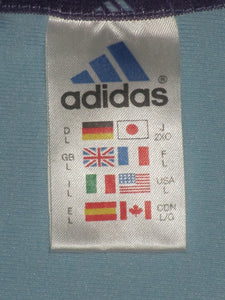 adidas
D J
L 2XO
GB F
L L
I USA
L L
E CDN
L L/G